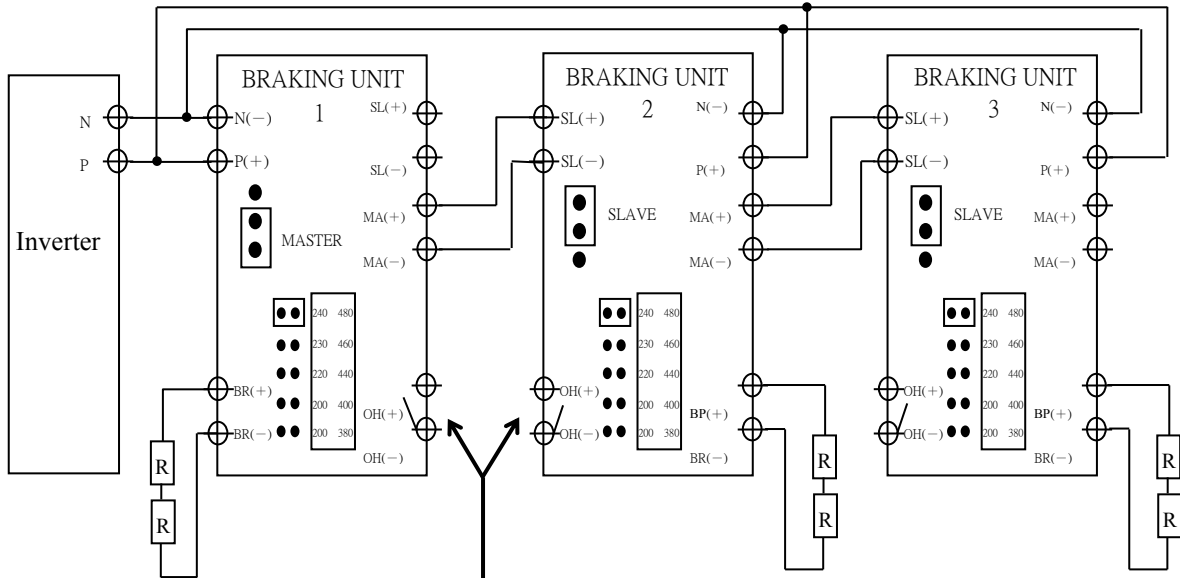 Inverter
N
P
BRAKING UNIT
1
N(−)
P(+)
SL(+)
SL(−)
MA(+)
MA(−)
MASTER
240 480
230 460
220 440
200 400
200 380
BR(+)
BR(−)
OH(+)
OH(−)
R
R
BRAKING UNIT
2
SL(+)
SL(−)
N(−)
P(+)
MA(+)
MA(−)
SLAVE
240 480
230 460
220 440
200 400
200 380
OH(+)
OH(−)
BP(+)
BR(−)
R
R
BRAKING UNIT
3
SL(+)
SL(−)
N(−)
P(+)
MA(+)
MA(−)
SLAVE
240 480
230 460
220 440
200 400
200 380
OH(+)
OH(−)
BP(+)
BR(−)
R
R